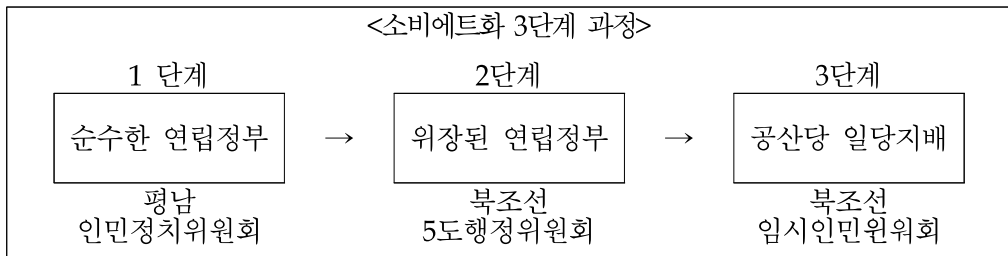 <소비에트화 3단계 과정>
1 단계 2단계 3단계
순수한 연립정부 → 위장된 연립정부 → 공산당 일당지배
평남 북조선 북조선
인민정치위원회 5도행정위원회 임시인민윈워회